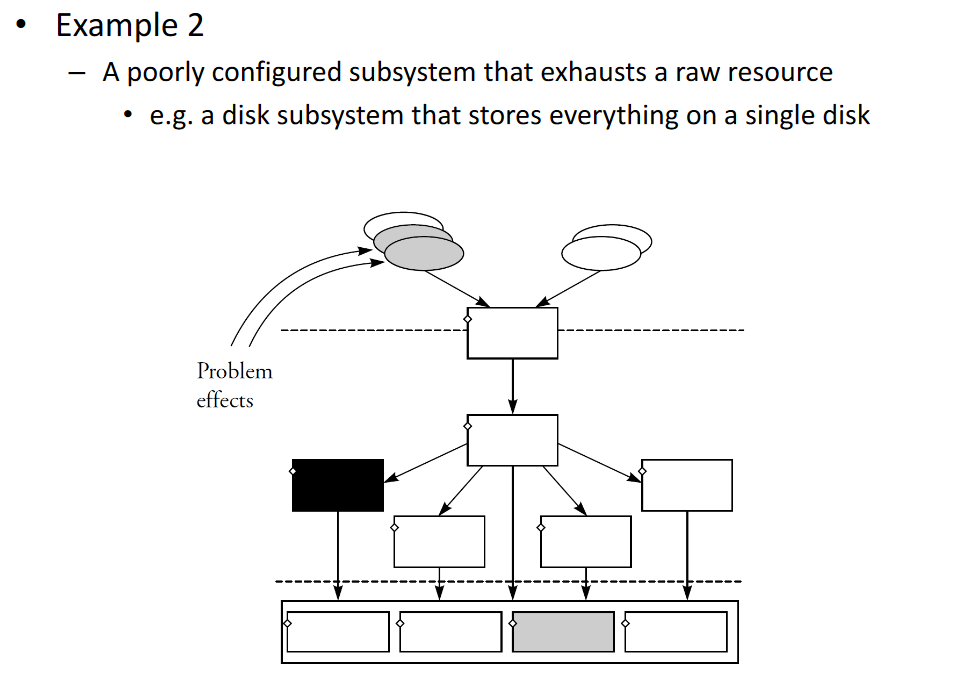 • Example 2
– A poorly configured subsystem that exhausts a raw resource
• e.g. a disk subsystem that stores everything on a single disk
Problem
effects